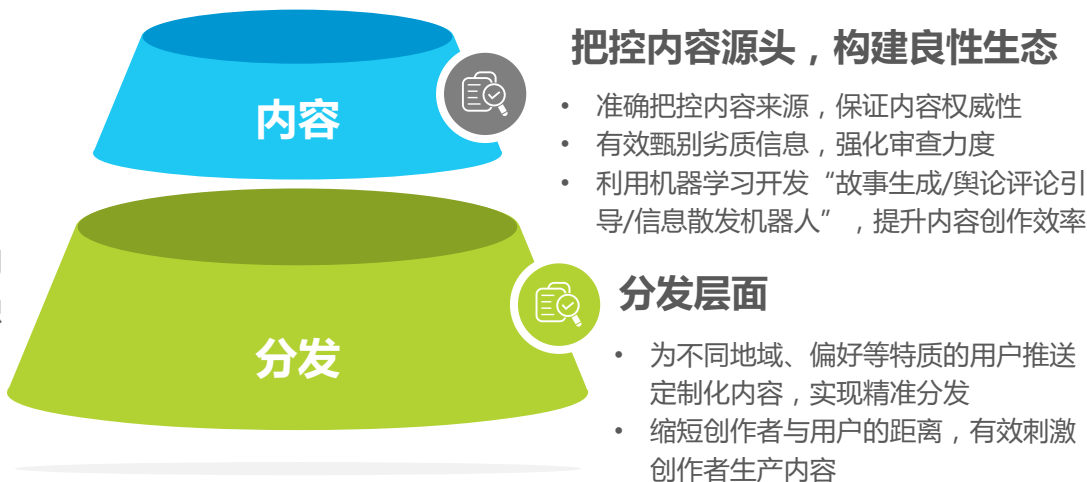 把控内容源头，构建良性生态
内容
• 准确把控内容来源，保证内容权威性
• 有效甄别劣质信息，强化审查力度
• 利用机器学习开发“故事生成/舆论评论引
导/信息散发机器人”，提升内容创作效率
分发层面
分发
• 为不同地域、偏好等特质的用户推送
定制化内容，实现精准分发
• 缩短创作者与用户的距离，有效刺激
创作者生产内容